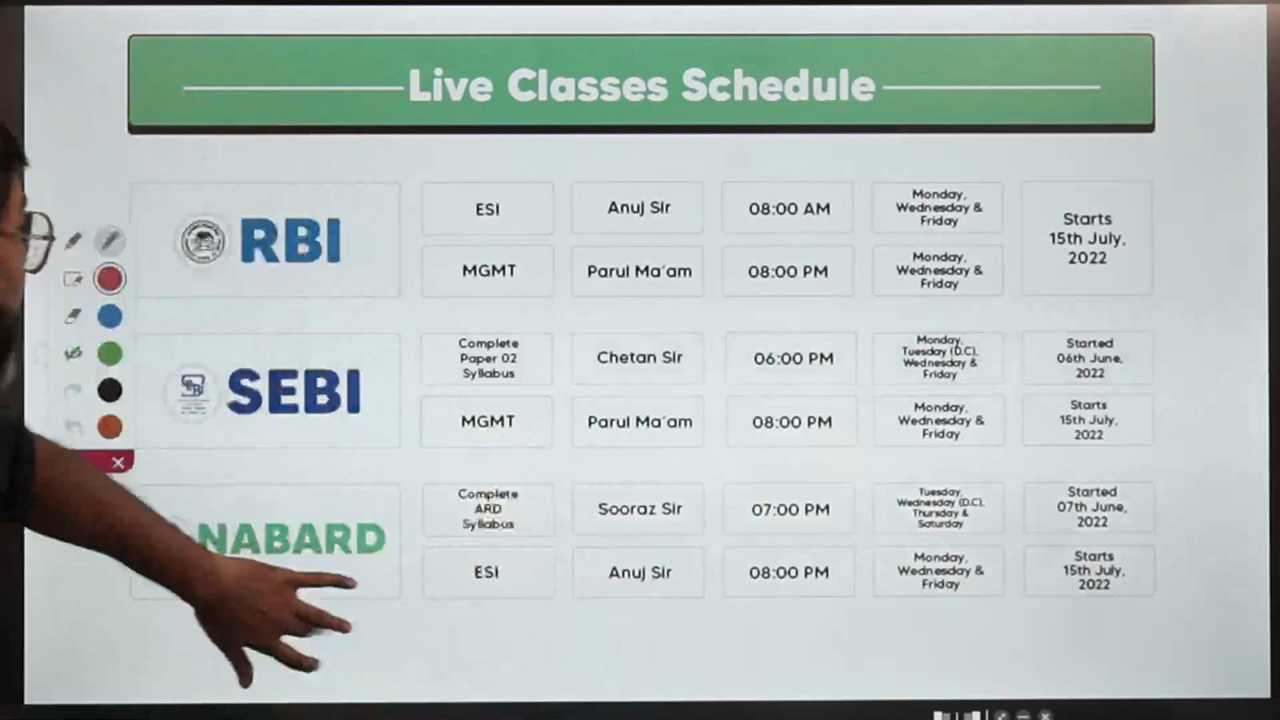 Live Classes Schedule
RBI
ESI
Anuj Sir
08:00 AM
Monday,
Wednesday &
Friday
Starts
15th July,
2022
MGMT
Parul Ma'am
08:00 PM
Monday,
Wednesday &
Friday
SEBI
Complete
Paper 02
Syllabus
Chetan Sir
06:00 PM
Monday,
Tuesday (D.C),
Wednesday &
Friday
Started
06th June,
2022
MGMT
Parul Ma'am
08:00 PM
Monday,
Wednesday &
Friday
Starts
15th July,
2022
NABARD
Complete
ARD
Syllabus
Sooraz Sir
07:00 PM
Tuesday,
Wednesday (D.C),
Thursday &
Saturday
Started
07th June,
2022
ESI
Anuj Sir
08:00 PM
Monday,
Wednesday &
Friday
Starts
15th July,
2022